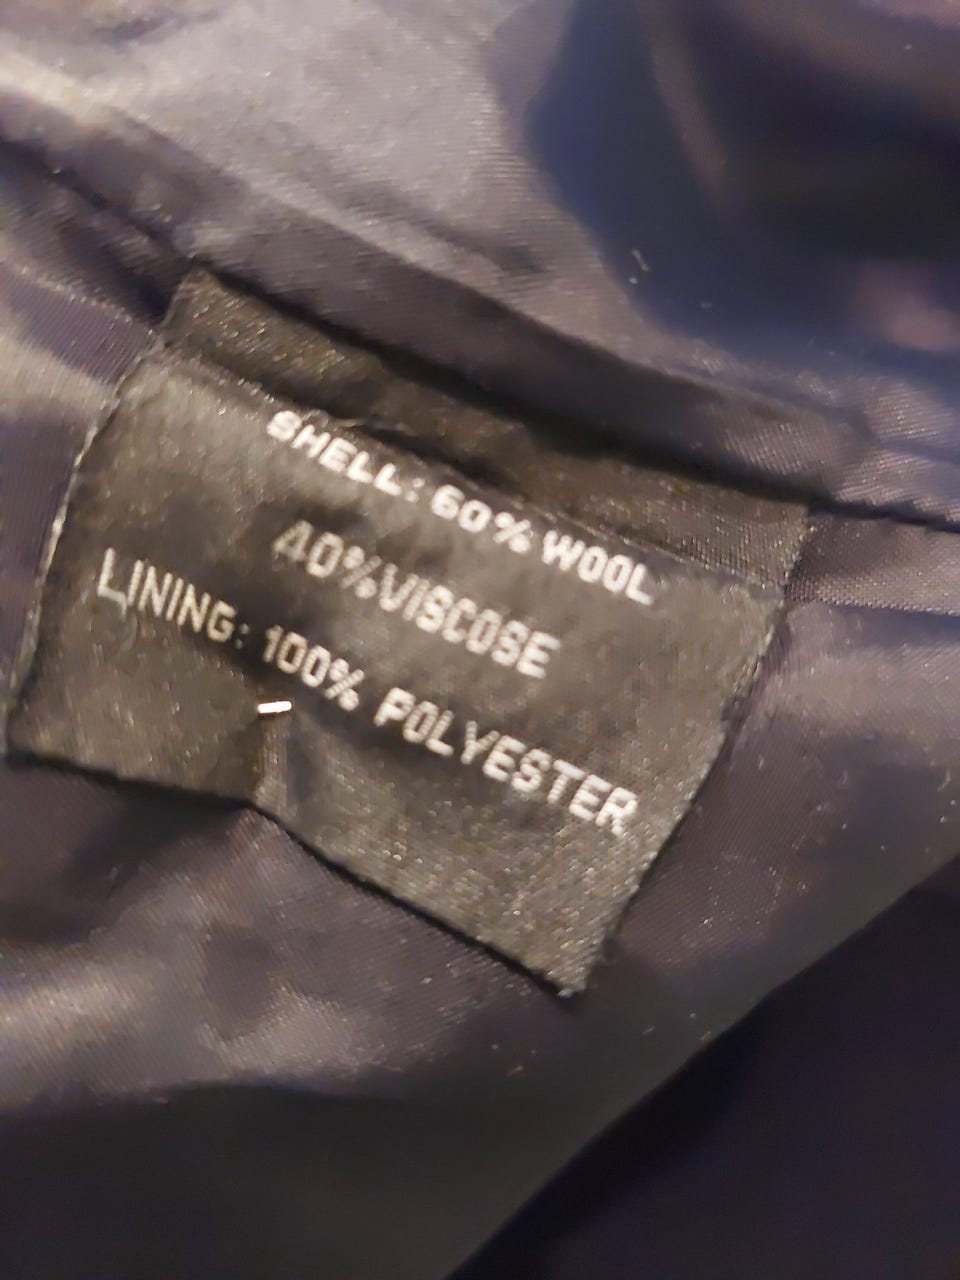 SHELL: 60% WOOL
40%VISCOSE
LINING: 100% POLYESTER